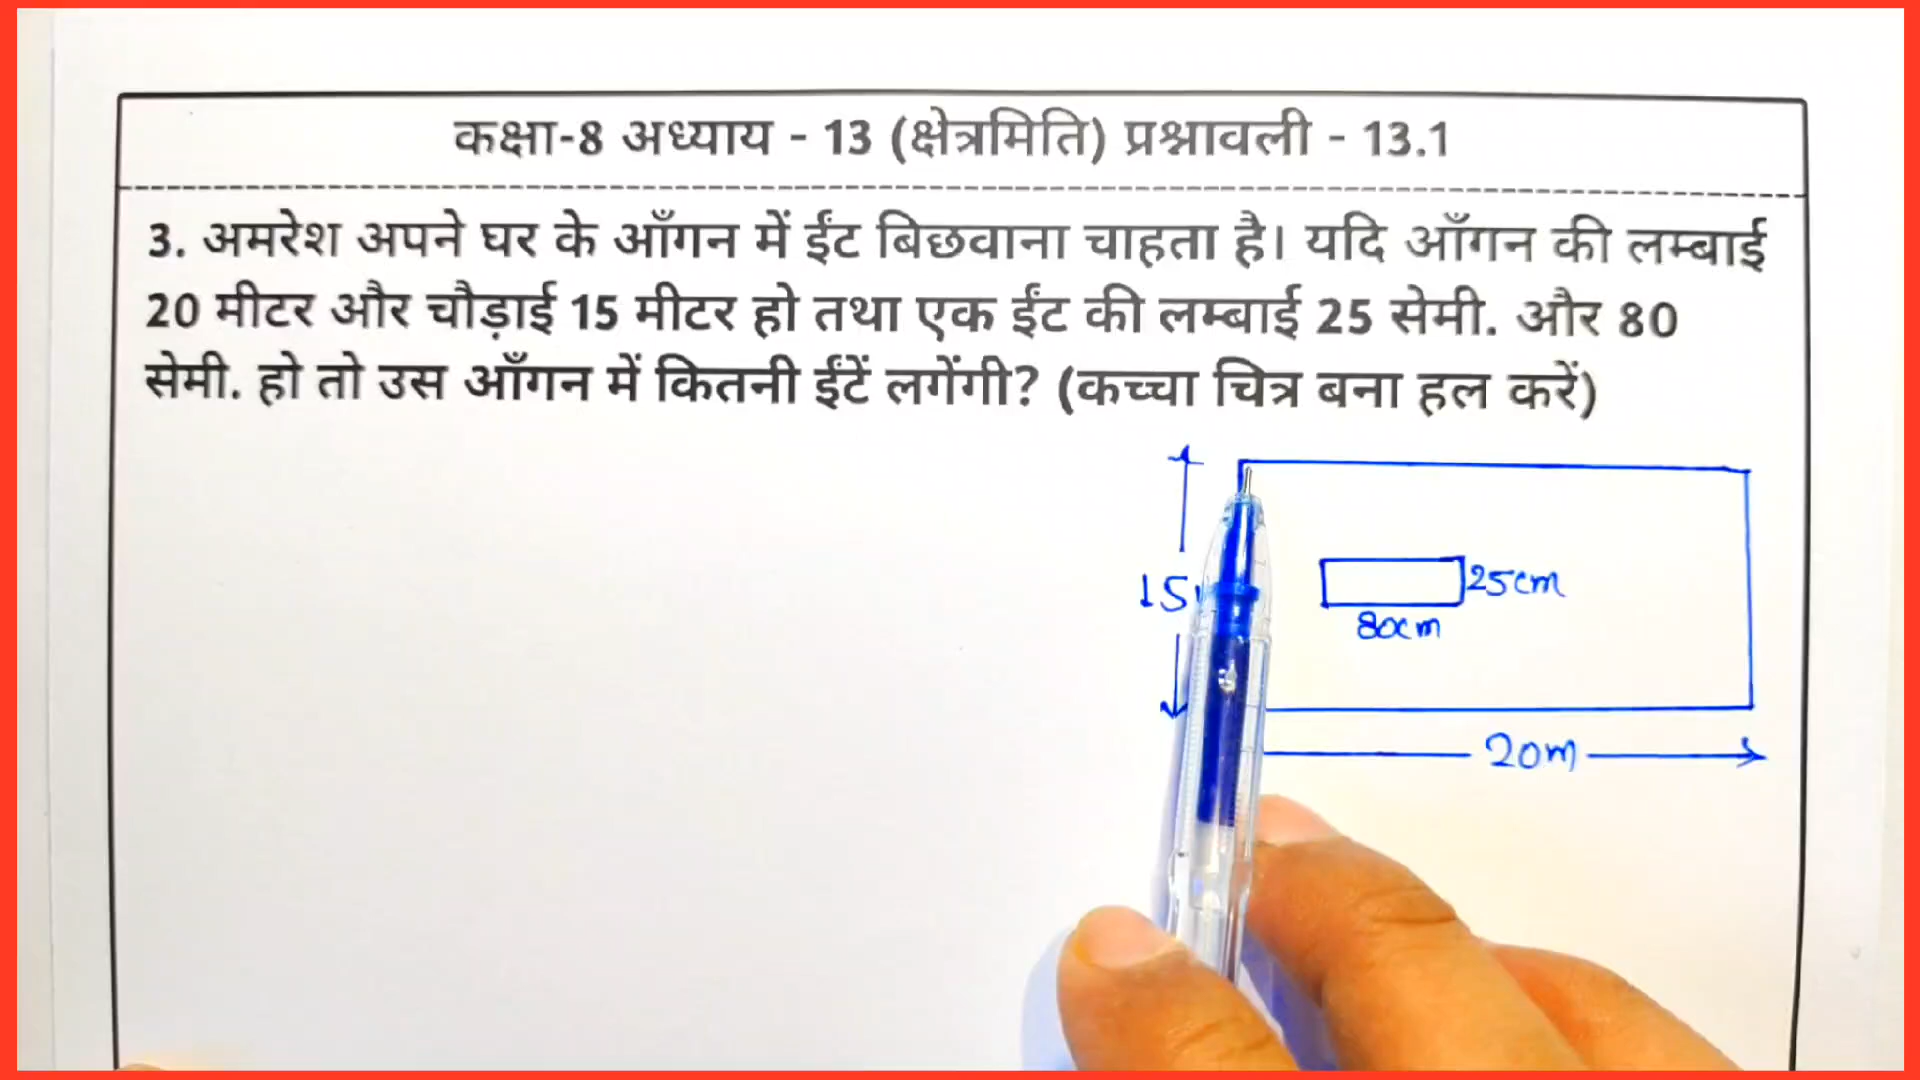 कक्षा-8 अध्याय - 13 (क्षेत्रमिति) प्रश्नावली - 13.1
3. अमरेश अपने घर के आँगन में ईंट बिछवाना चाहता है। यदि आँगन की लम्बाई
20 मीटर और चौड़ाई 15 मीटर हो तथा एक ईंट की लम्बाई 25 सेमी. और 80
सेमी. हो तो उस आँगन में कितनी ईंटें लगेंगी? (कच्चा चित्र बना हल करें)
15
25cm
80cm
20m